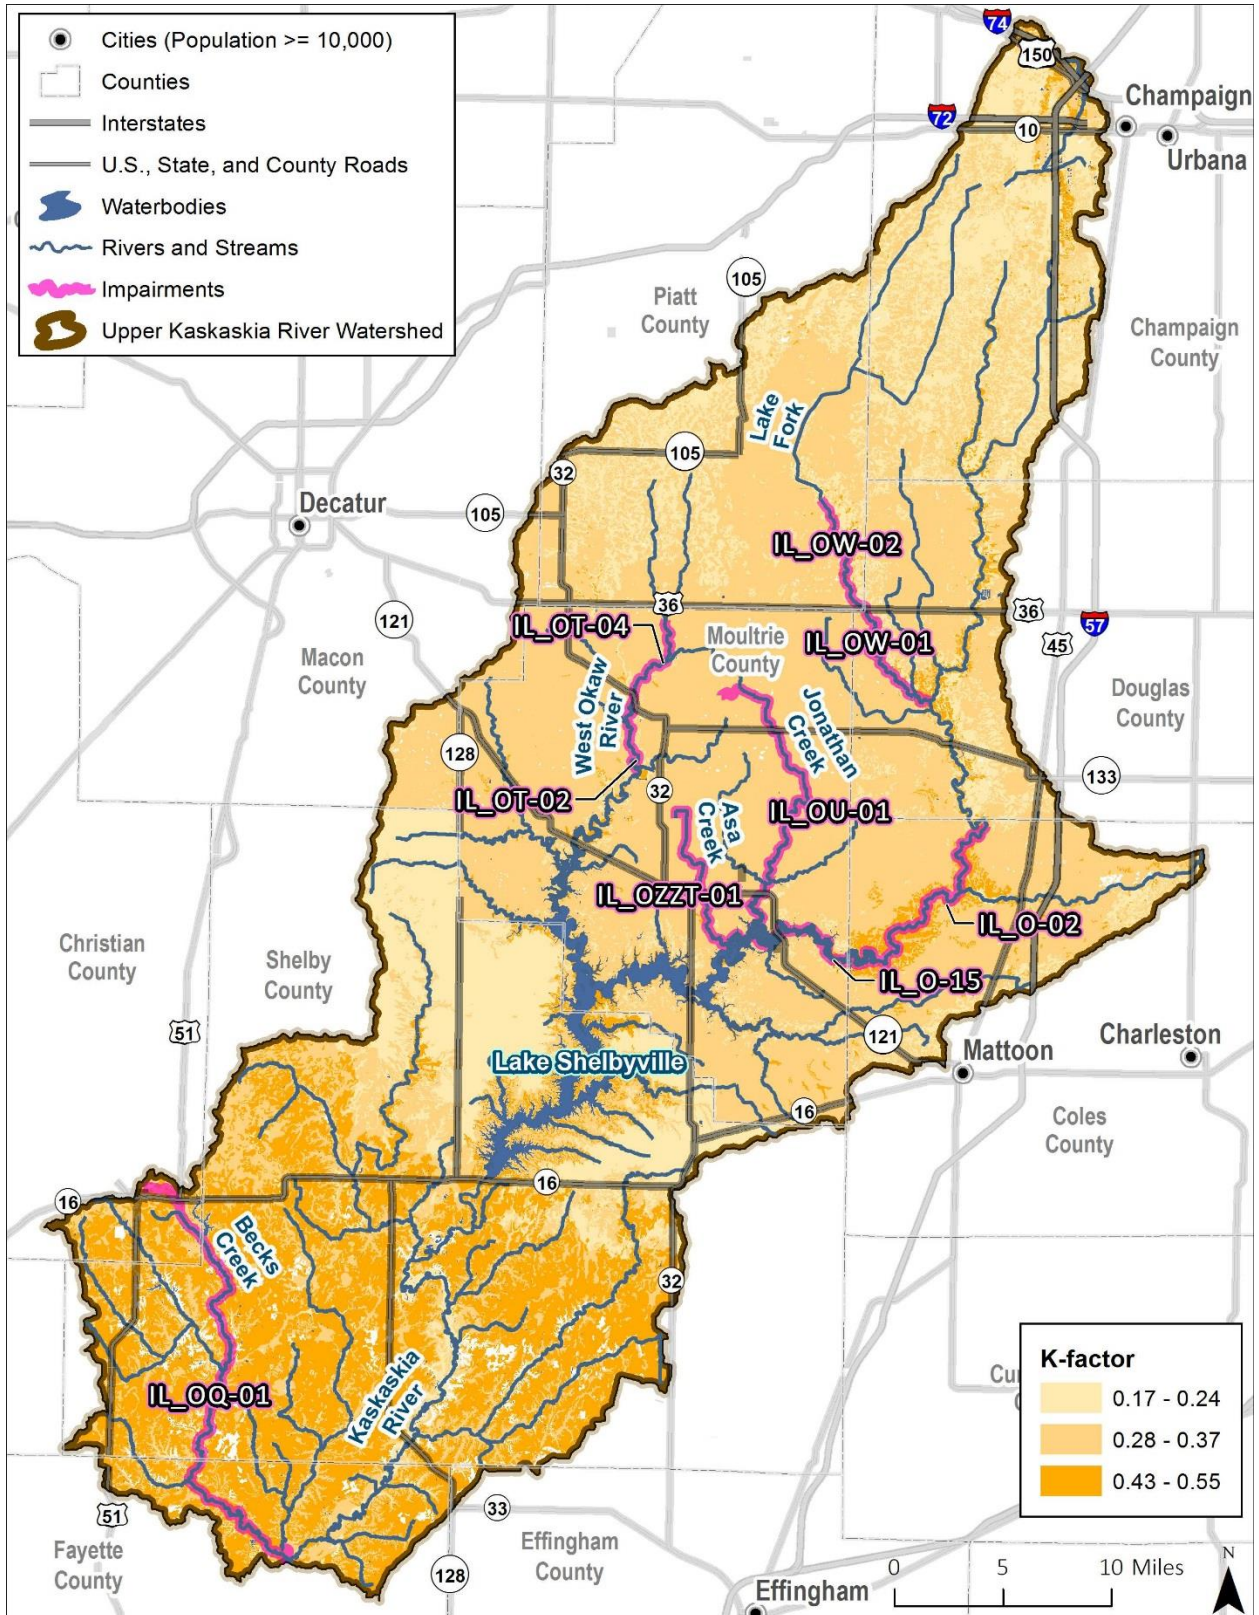 Cities (Population >= 10,000)
Counties
Interstates
U.S., State, and County Roads
Waterbodies
Rivers and Streams
Impairments
Upper Kaskaskia River Watershed
74
150
72
10
Champaign
Urbana
105
Piatt
County
Champaign
County
Lake
Fork
105
32
Decatur
105
IL_OW-02
36
36
57
121
IL_OT-04
Moultrie
County
IL_OW-01
45
Macon
County
Douglas
County
West Okaw
River
Jonathan
Creek
128
133
IL_OT-02
32
Asa
Creek
IL_OU-01
IL_OZZT-01
IL_O-02
Christian
County
Shelby
County
IL_O-15
51
121
Charleston
Mattoon
Lake Shelbyville
16
Coles
County
16
16
Becks
Creek
32
K-factor
0.17 - 0.24
0.28 - 0.37
0.43 - 0.55
IL_OQ-01
Kaskaskia
River
51
33
Fayette
County
Effingham
County
128
0 5 10 Miles
N
Effingham